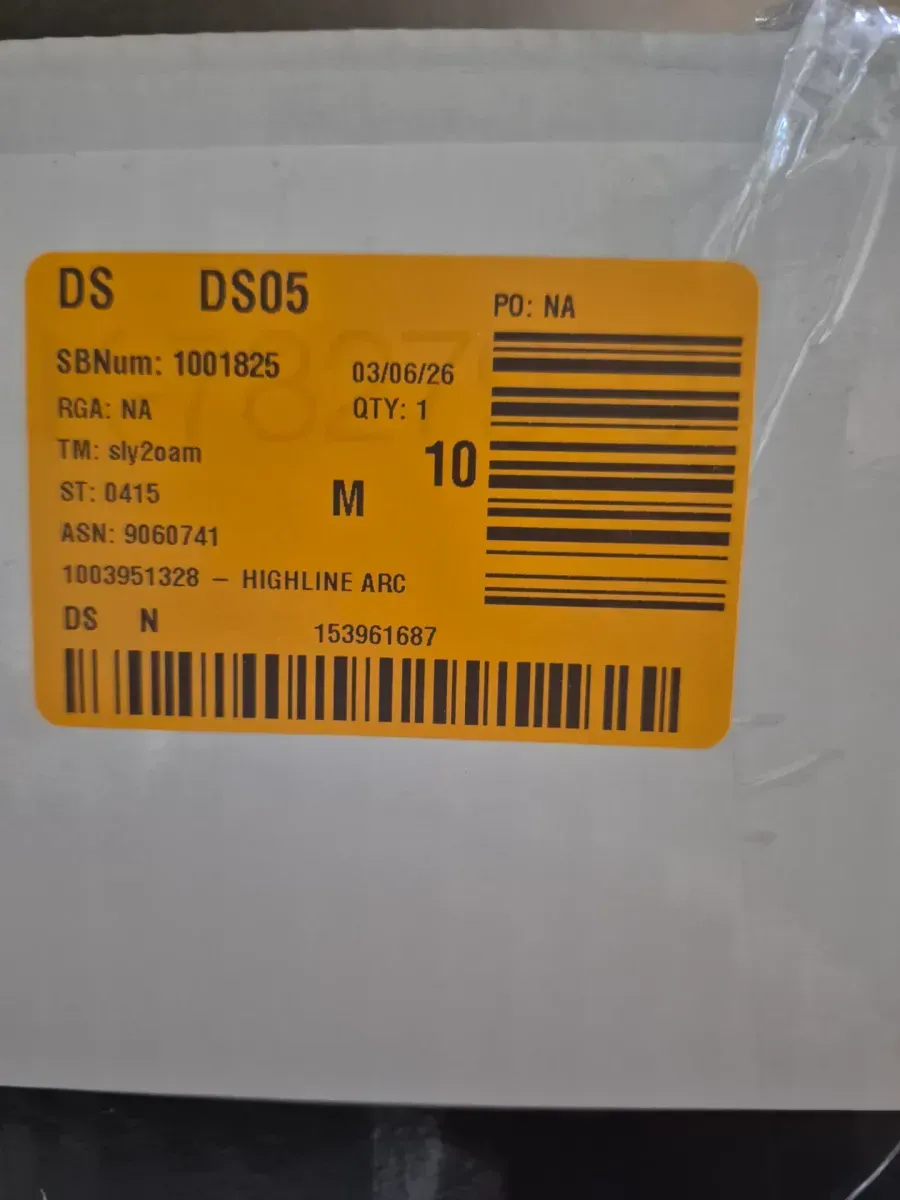 DS DS05
PO: NA
SBNum: 1001825 03/06/26
RGA: NA QTY: 1
TM: sly2oam 10
ST: 0415 M
ASN: 9060741
1003951328 – HIGHLINE ARC
DS N 153961687